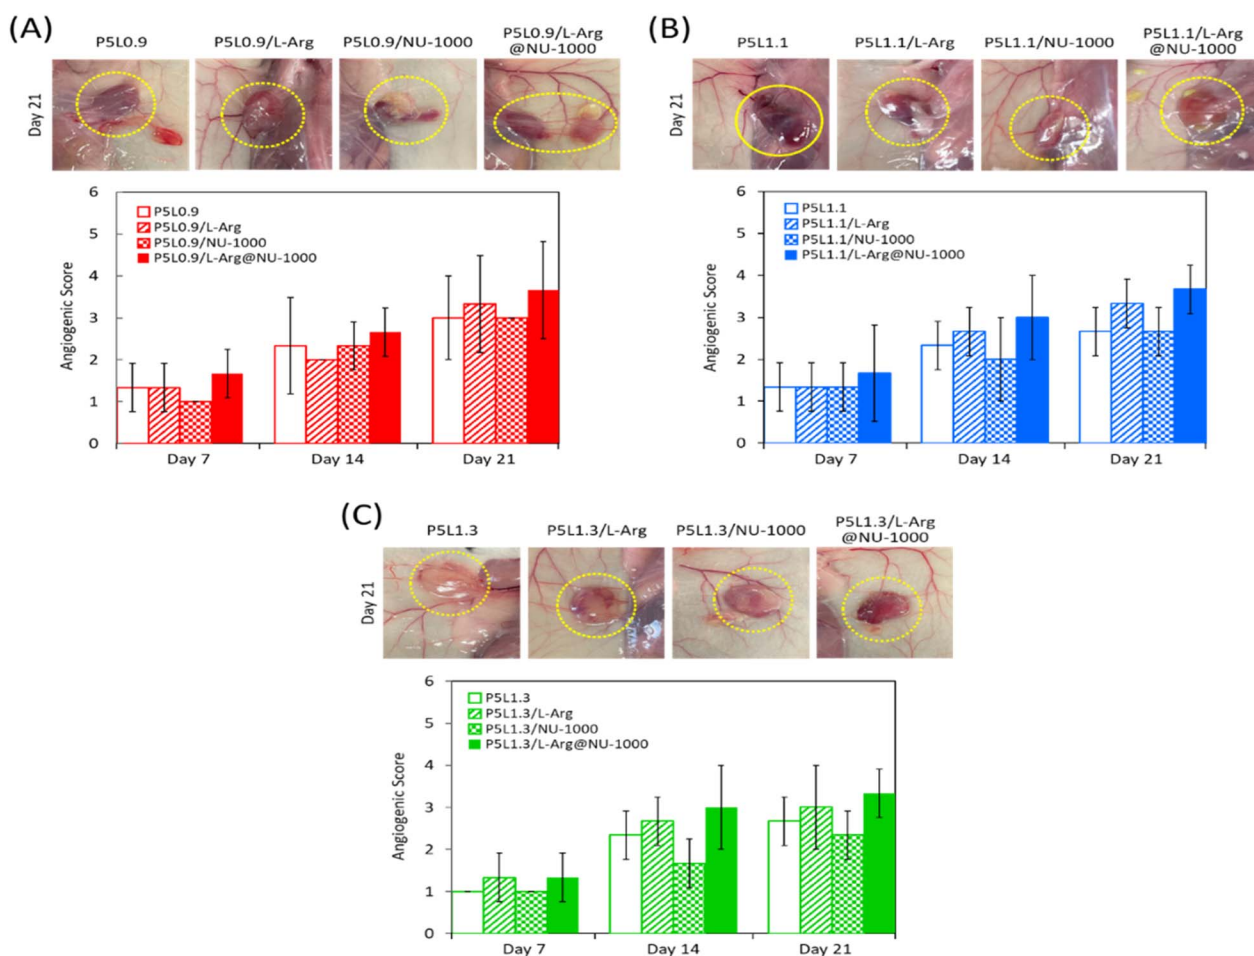 (A)
P5L0.9 P5L0.9/L-Arg P5L0.9/NU-1000 P5L0.9/L-Arg
@NU-1000
Day 21
6
5
4
3
2
1
0
Angiogenic Score
P5L0.9
P5L0.9/L-Arg
P5L0.9/NU-1000
P5L0.9/L-Arg@NU-1000
Day 7 Day 14 Day 21
(B)
P5L1.1 P5L1.1/L-Arg P5L1.1/NU-1000 P5L1.1/L-Arg
@NU-1000
Day 21
6
5
4
3
2
1
0
Angiogenic Score
P5L1.1
P5L1.1/L-Arg
P5L1.1/NU-1000
P5L1.1/L-Arg@NU-1000
Day 7 Day 14 Day 21
(C)
P5L1.3 P5L1.3/L-Arg P5L1.3/NU-1000 P5L1.3/L-Arg
@NU-1000
Day 21
6
5
4
3
2
1
0
Angiogenic Score
P5L1.3
P5L1.3/L-Arg
P5L1.3/NU-1000
P5L1.3/L-Arg@NU-1000
Day 7 Day 14 Day 21